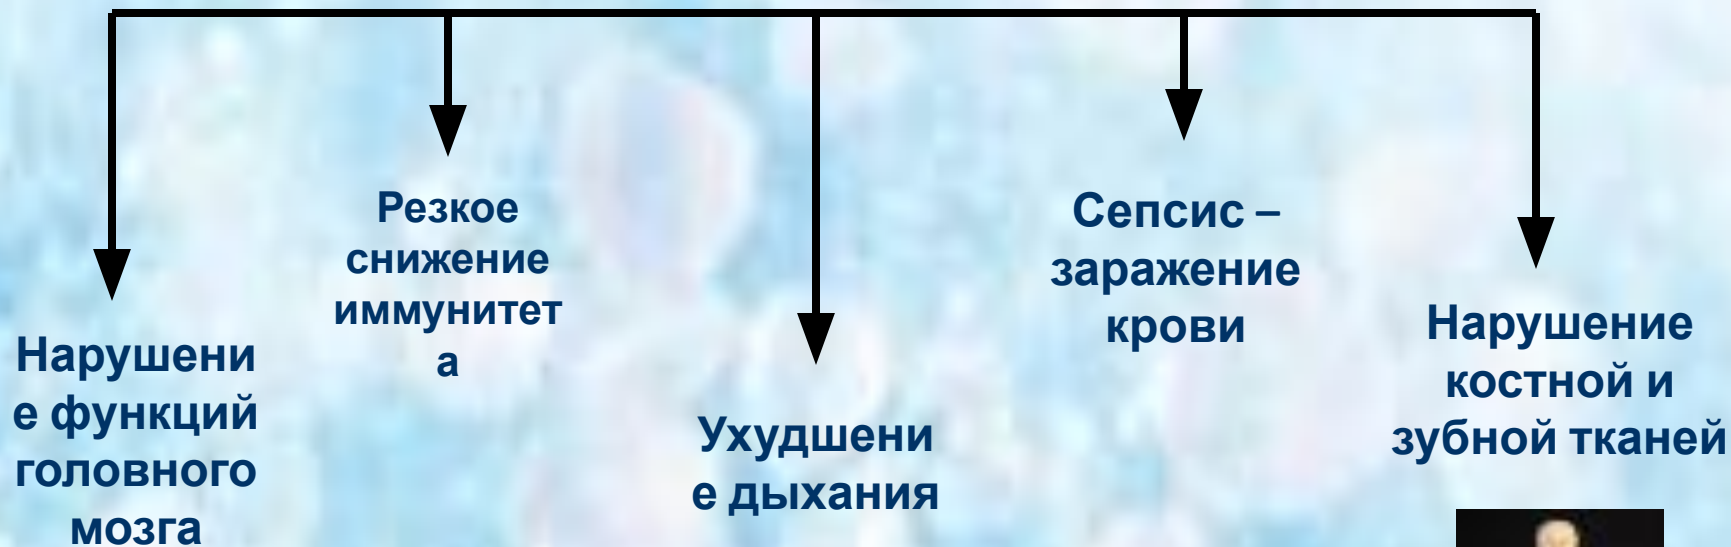 Нарушени
е функций
головного
мозга
Резкое
снижение
иммунитет
а
Ухудшени
е дыхания
Сепсис –
заражение
крови
Нарушение
костной и
зубной тканей